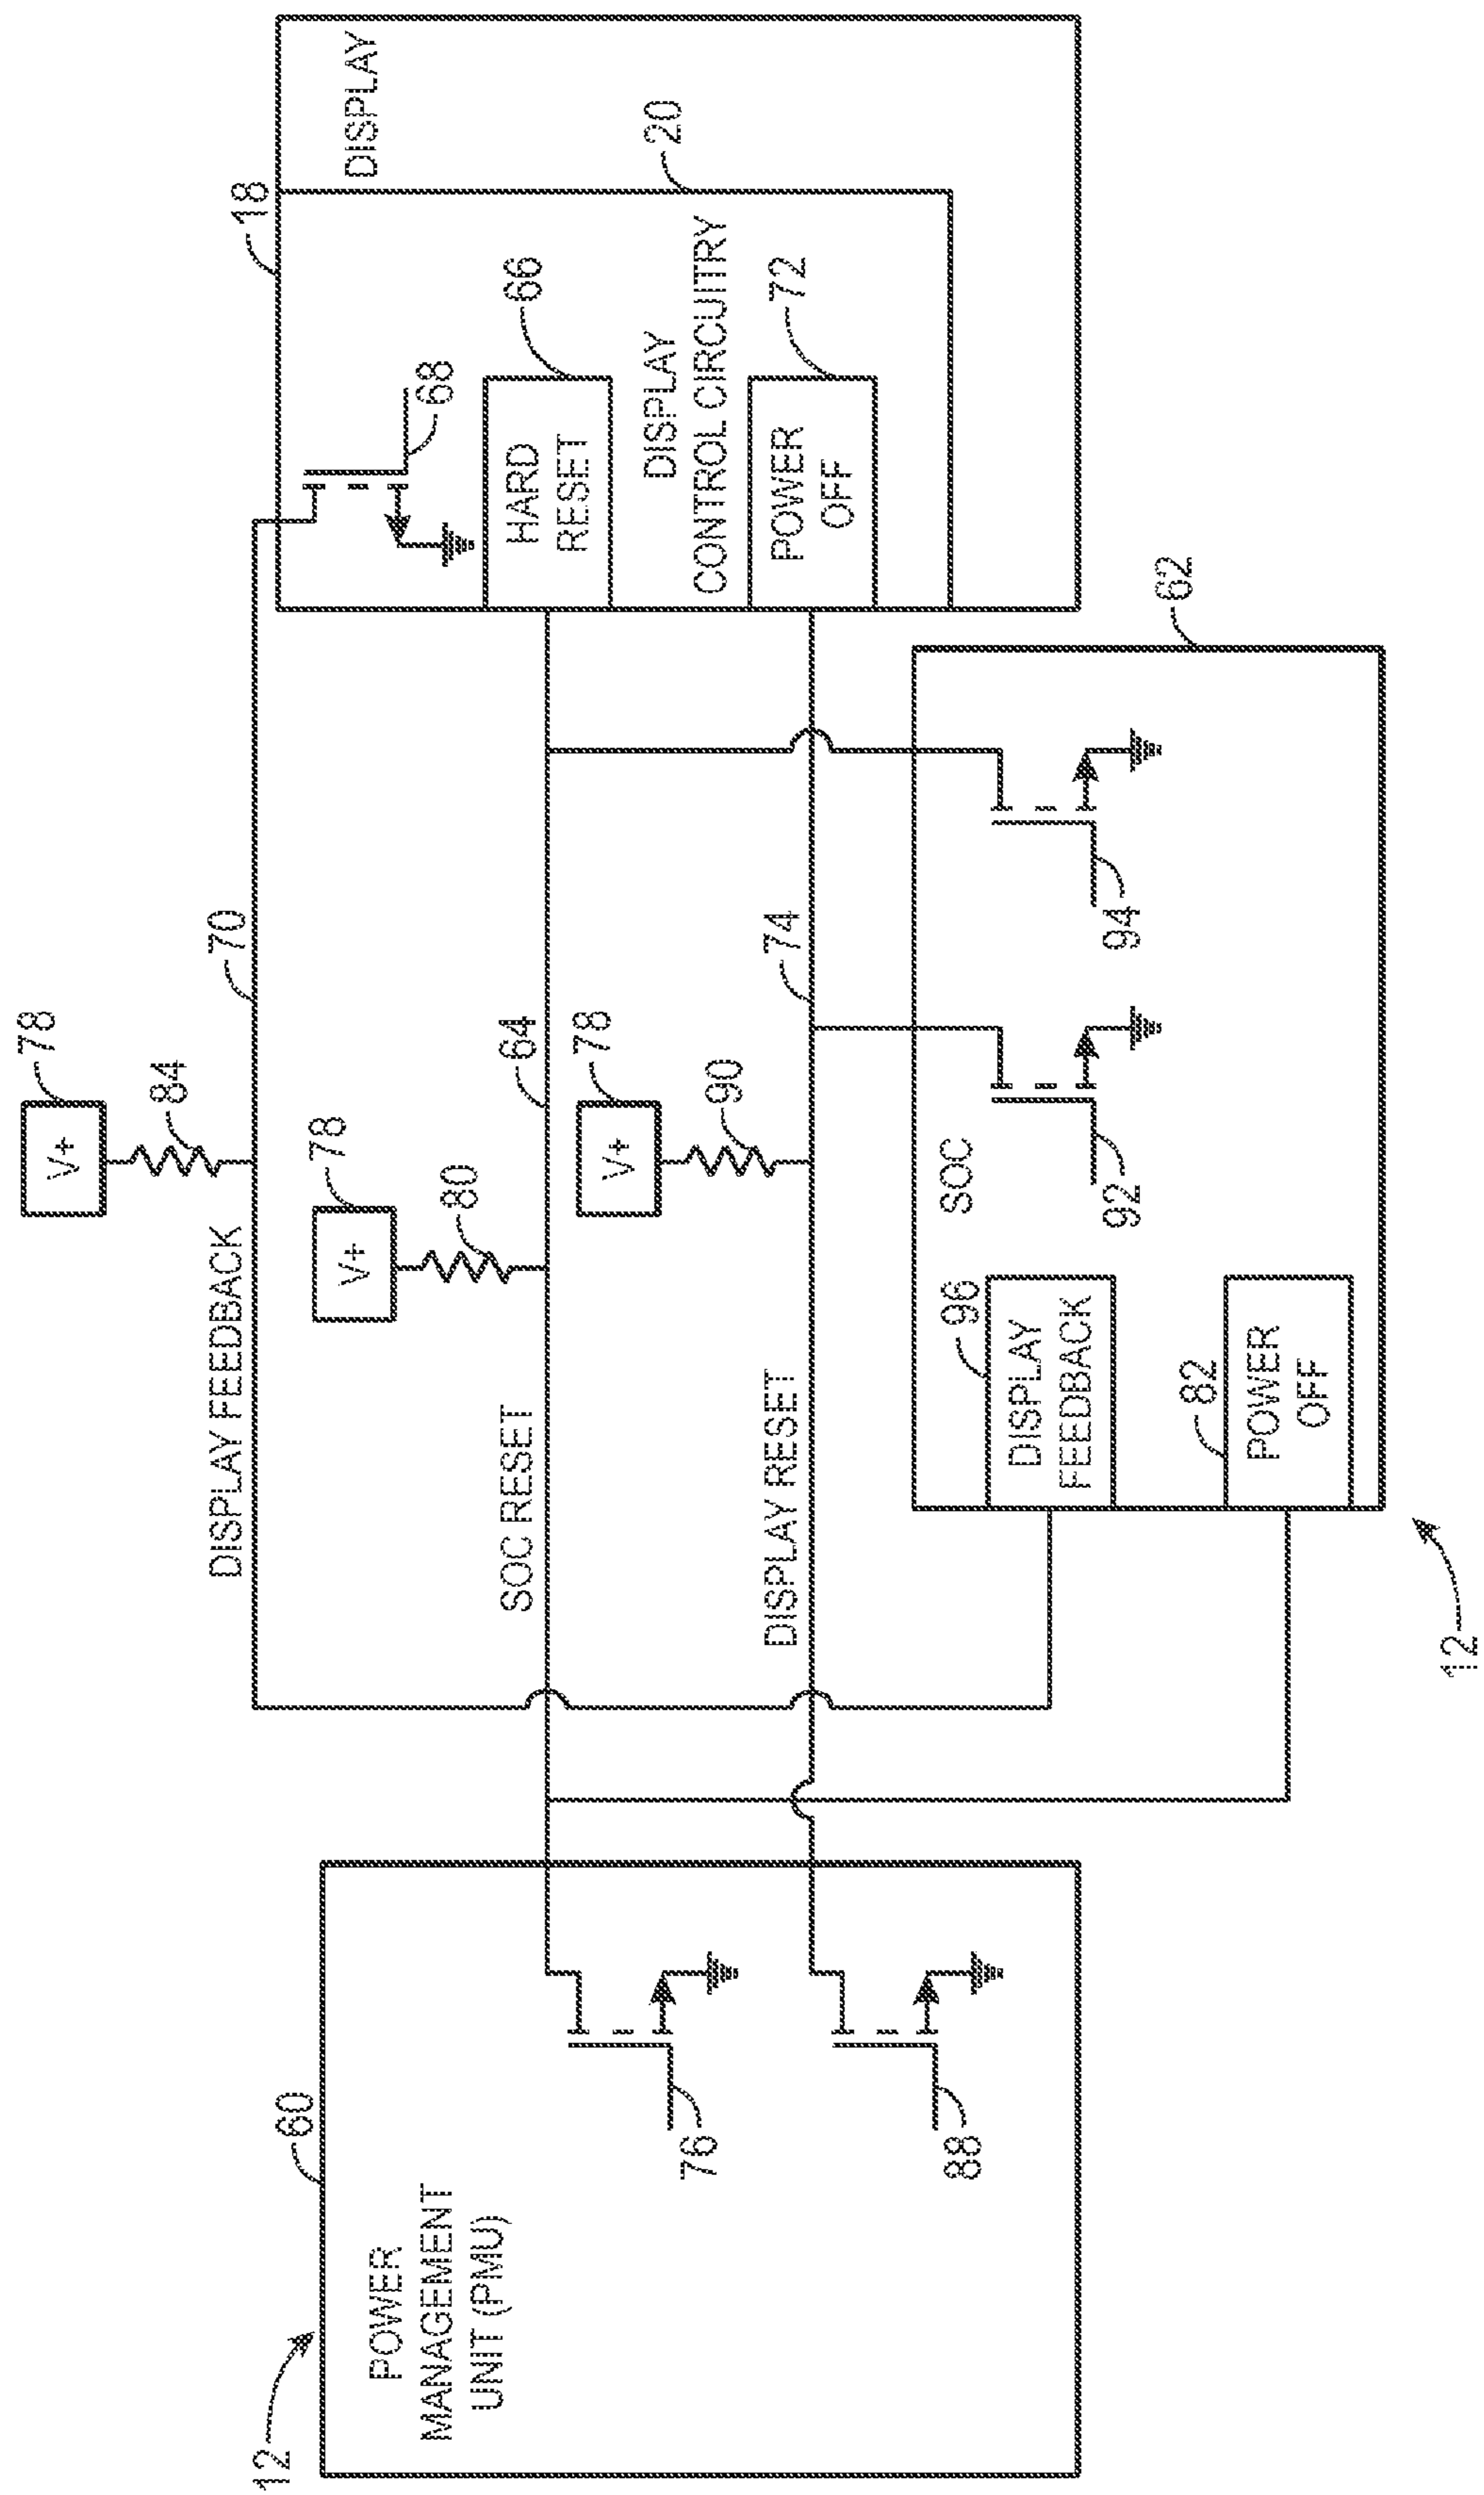 12
60
POWER
MANAGEMENT
UNIT (PMU)
76
88
DISPLAY FEEDBACK
70
V+
78
84
SOC RESET
64
V+
78
80
DISPLAY RESET
74
V+
78
90
18
DISPLAY
20
68
HARD
RESET
66
DISPLAY
CONTROL CIRCUITRY
POWER
OFF
72
62
SOC
96
DISPLAY
FEEDBACK
82
POWER
OFF
92
94
12